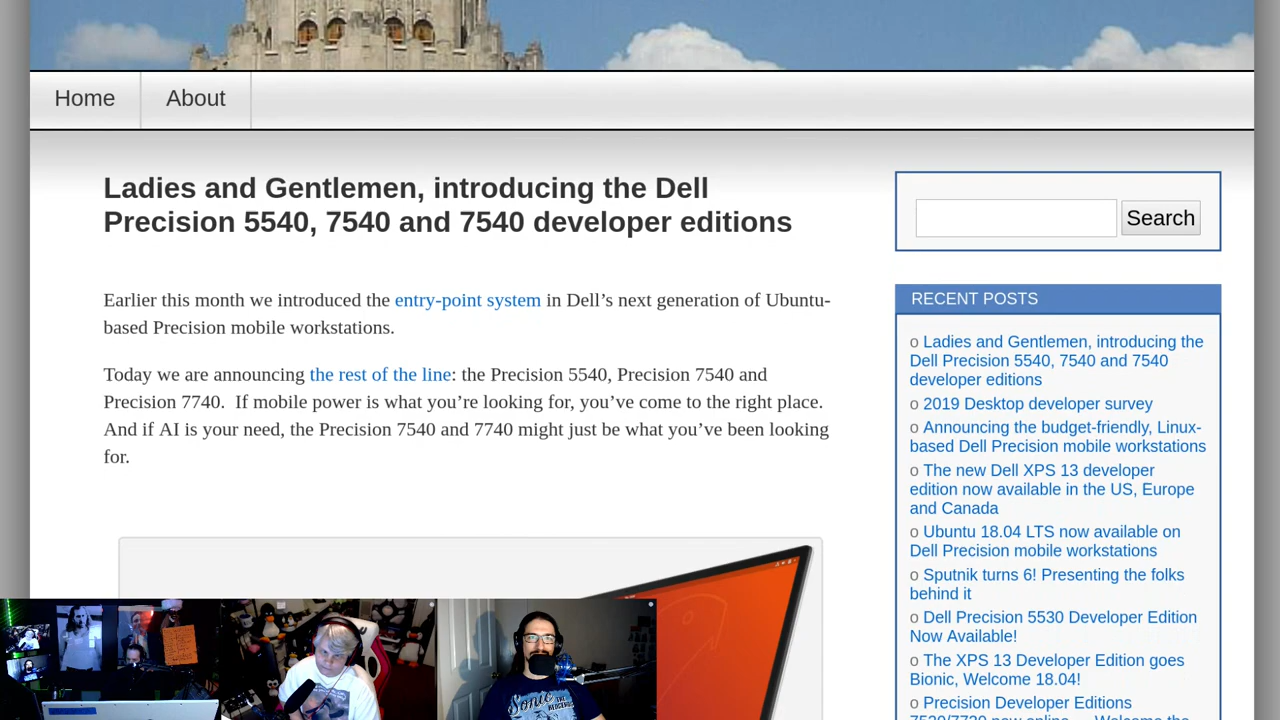 Home
About
Ladies and Gentlemen, introducing the Dell
Precision 5540, 7540 and 7540 developer editions
Earlier this month we introduced the entry-point system in Dell’s next generation of Ubuntu-
based Precision mobile workstations.
Today we are announcing the rest of the line: the Precision 5540, Precision 7540 and
Precision 7740.  If mobile power is what you’re looking for, you’ve come to the right place.
And if AI is your need, the Precision 7540 and 7740 might just be what you’ve been looking
for.
Search
RECENT POSTS
o Ladies and Gentlemen, introducing the
Dell Precision 5540, 7540 and 7540
developer editions
o 2019 Desktop developer survey
o Announcing the budget-friendly, Linux-
based Dell Precision mobile workstations
o The new Dell XPS 13 developer
edition now available in the US, Europe
and Canada
o Ubuntu 18.04 LTS now available on
Dell Precision mobile workstations
o Sputnik turns 6! Presenting the folks
behind it
o Dell Precision 5530 Developer Edition
Now Available!
o The XPS 13 Developer Edition goes
Bionic, Welcome 18.04!
o Precision Developer Editions
Sonic